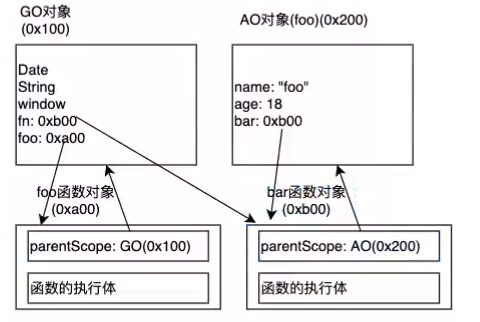 GO对象
(0x100)
AO对象(foo)(0x200)
Date
String
window
fn: 0xb00
foo: 0xa00
name: "foo"
age: 18
bar: 0xb00
foo函数对象
(0xa00)
bar函数对象
(0xb00)
parentScope: GO(0x100)
函数的执行体
parentScope: AO(0x200)
函数的执行体